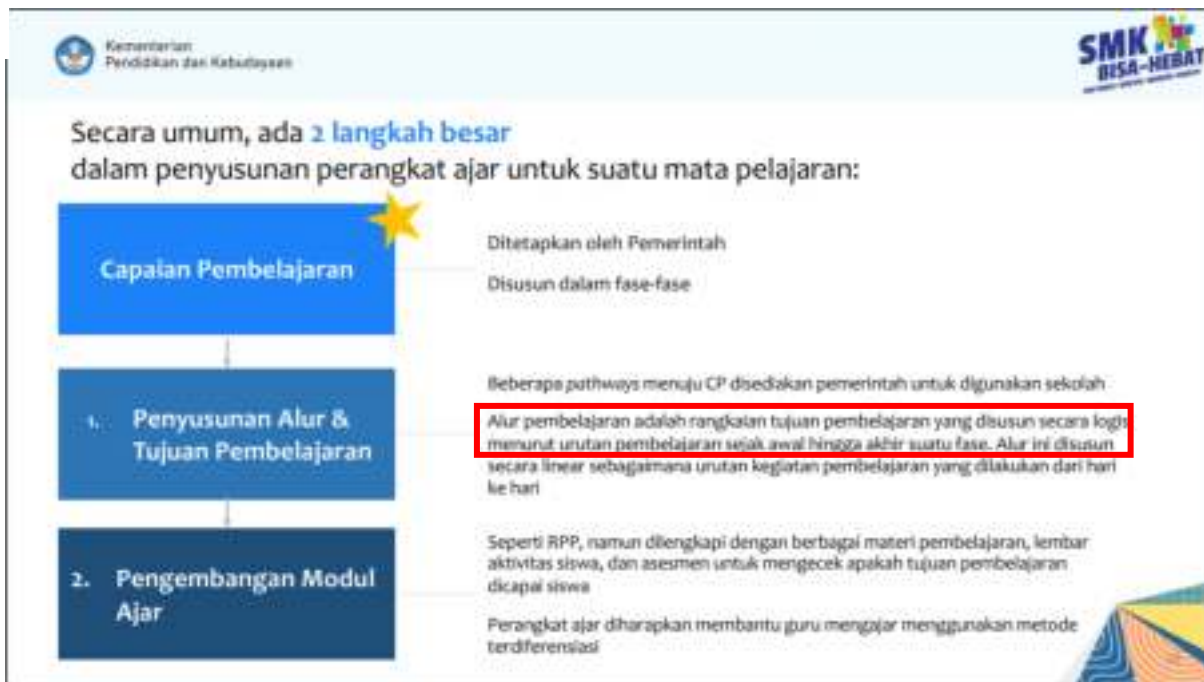 Kementerian
Pendidikan dan Kebudayaan
SMK
BISA-HEBAT
Secara umum, ada 2 langkah besar
dalam penyusunan perangkat ajar untuk suatu mata pelajaran:
Capaian Pembelajaran
Ditetapkan oleh Pemerintah
Disusun dalam fase-fase
1. Penyusunan Alur &
Tujuan Pembelajaran
Beberapa pathways menuju CP disediakan pemerintah untuk digunakan sekolah
Alur pembelajaran adalah rangkaian tujuan pembelajaran yang disusun secara logis
menurut urutan pembelajaran sejak awal hingga akhir suatu fase. Alur ini disusun
secara linear sebagaimana urutan kegiatan pembelajaran yang dilakukan dari hari
ke hari
2. Pengembangan Modul
Ajar
Seperti RPP, namun dilengkapi dengan berbagai materi pembelajaran, lembar
aktivitas siswa, dan asesmen untuk mengecek apakah tujuan pembelajaran
dicapai siswa
Perangkat ajar diharapkan membantu guru mengajar menggunakan metode
terdiferensiasi